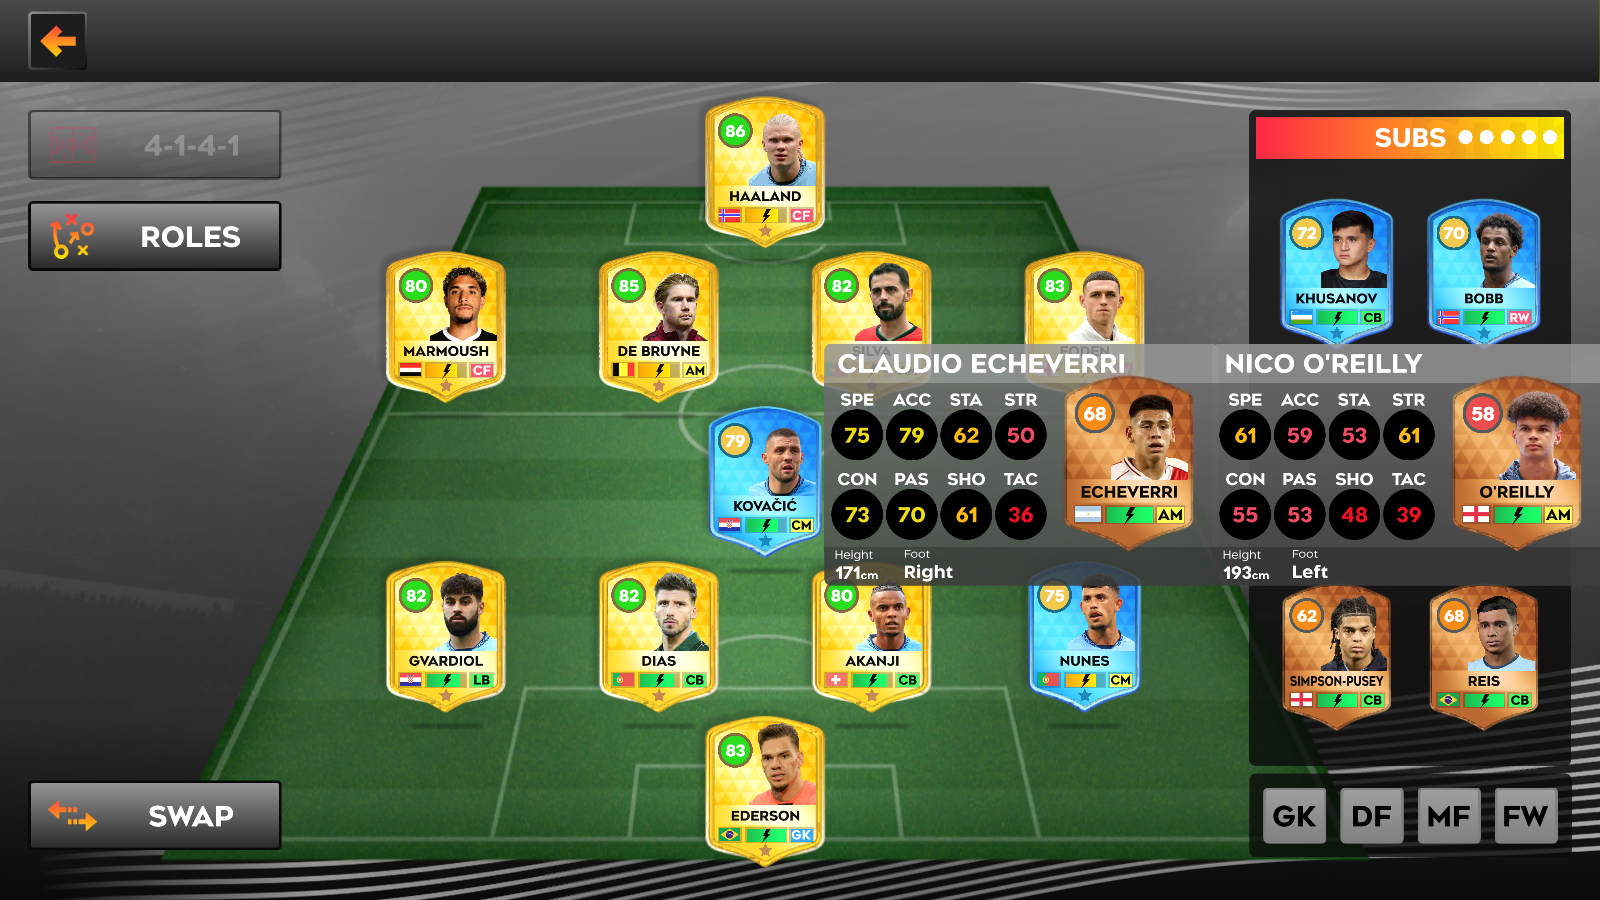 4-1-4-1
ROLES
86
HAALAND
CF
SUBS
72
KHUSANOV
CB
70
BOBB
RW
80
MARMOUSH
CF
85
DE BRUYNE
AM
82
SILVA
83
FODEN
CLAUDIO ECHEVERRI
SPE ACC STA STR
75 79 62 50
CON PAS SHO TAC
73 70 61 36
Height Foot
171cm Right
68
ECHEVERRI
AM
NICO O'REILLY
SPE ACC STA STR
61 59 53 61
CON PAS SHO TAC
55 53 48 39
Height Foot
193cm Left
58
O'REILLY
AM
79
KOVAČIĆ
CM
82
GVARDIOL
LB
82
DIAS
CB
80
AKANJI
CB
75
NUNES
CM
62
SIMPSON-PUSEY
CB
68
REIS
CB
83
EDERSON
GK
SWAP
GK DF MF FW